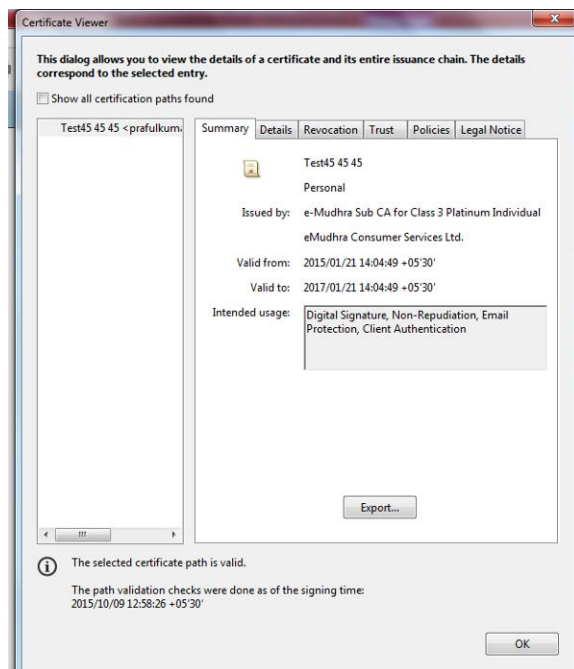 Certificate Viewer
This dialog allows you to view the details of a certificate and its entire issuance chain. The details
correspond to the selected entry.
Show all certification paths found
Test45 45 45 <prafulkum
Summary Details Revocation Trust Policies Legal Notice
Test45 45 45
Personal
Issued by: e-Mudhra Sub CA for Class 3 Platinum Individual
eMudhra Consumer Services Ltd.
Valid from: 2015/01/21 14:04:49 +05'30'
Valid to: 2017/01/21 14:04:49 +05'30'
Intended usage: Digital Signature, Non-Repudiation, Email
Protection, Client Authentication
Export...
The selected certificate path is valid.
The path validation checks were done as of the signing time:
2015/10/09 12:58:26 +05'30'
OK